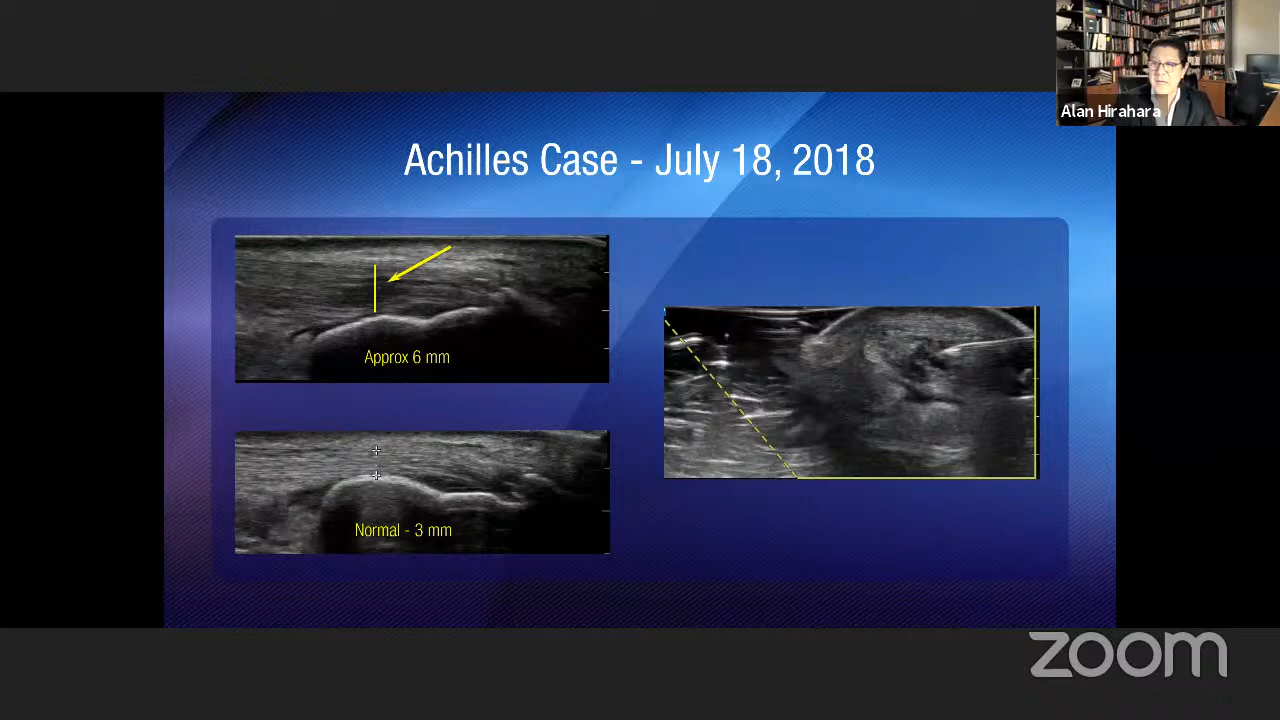 Alan Hirahara
Achilles Case - July 18, 2018
Approx 6 mm
Normal - 3 mm
zoom